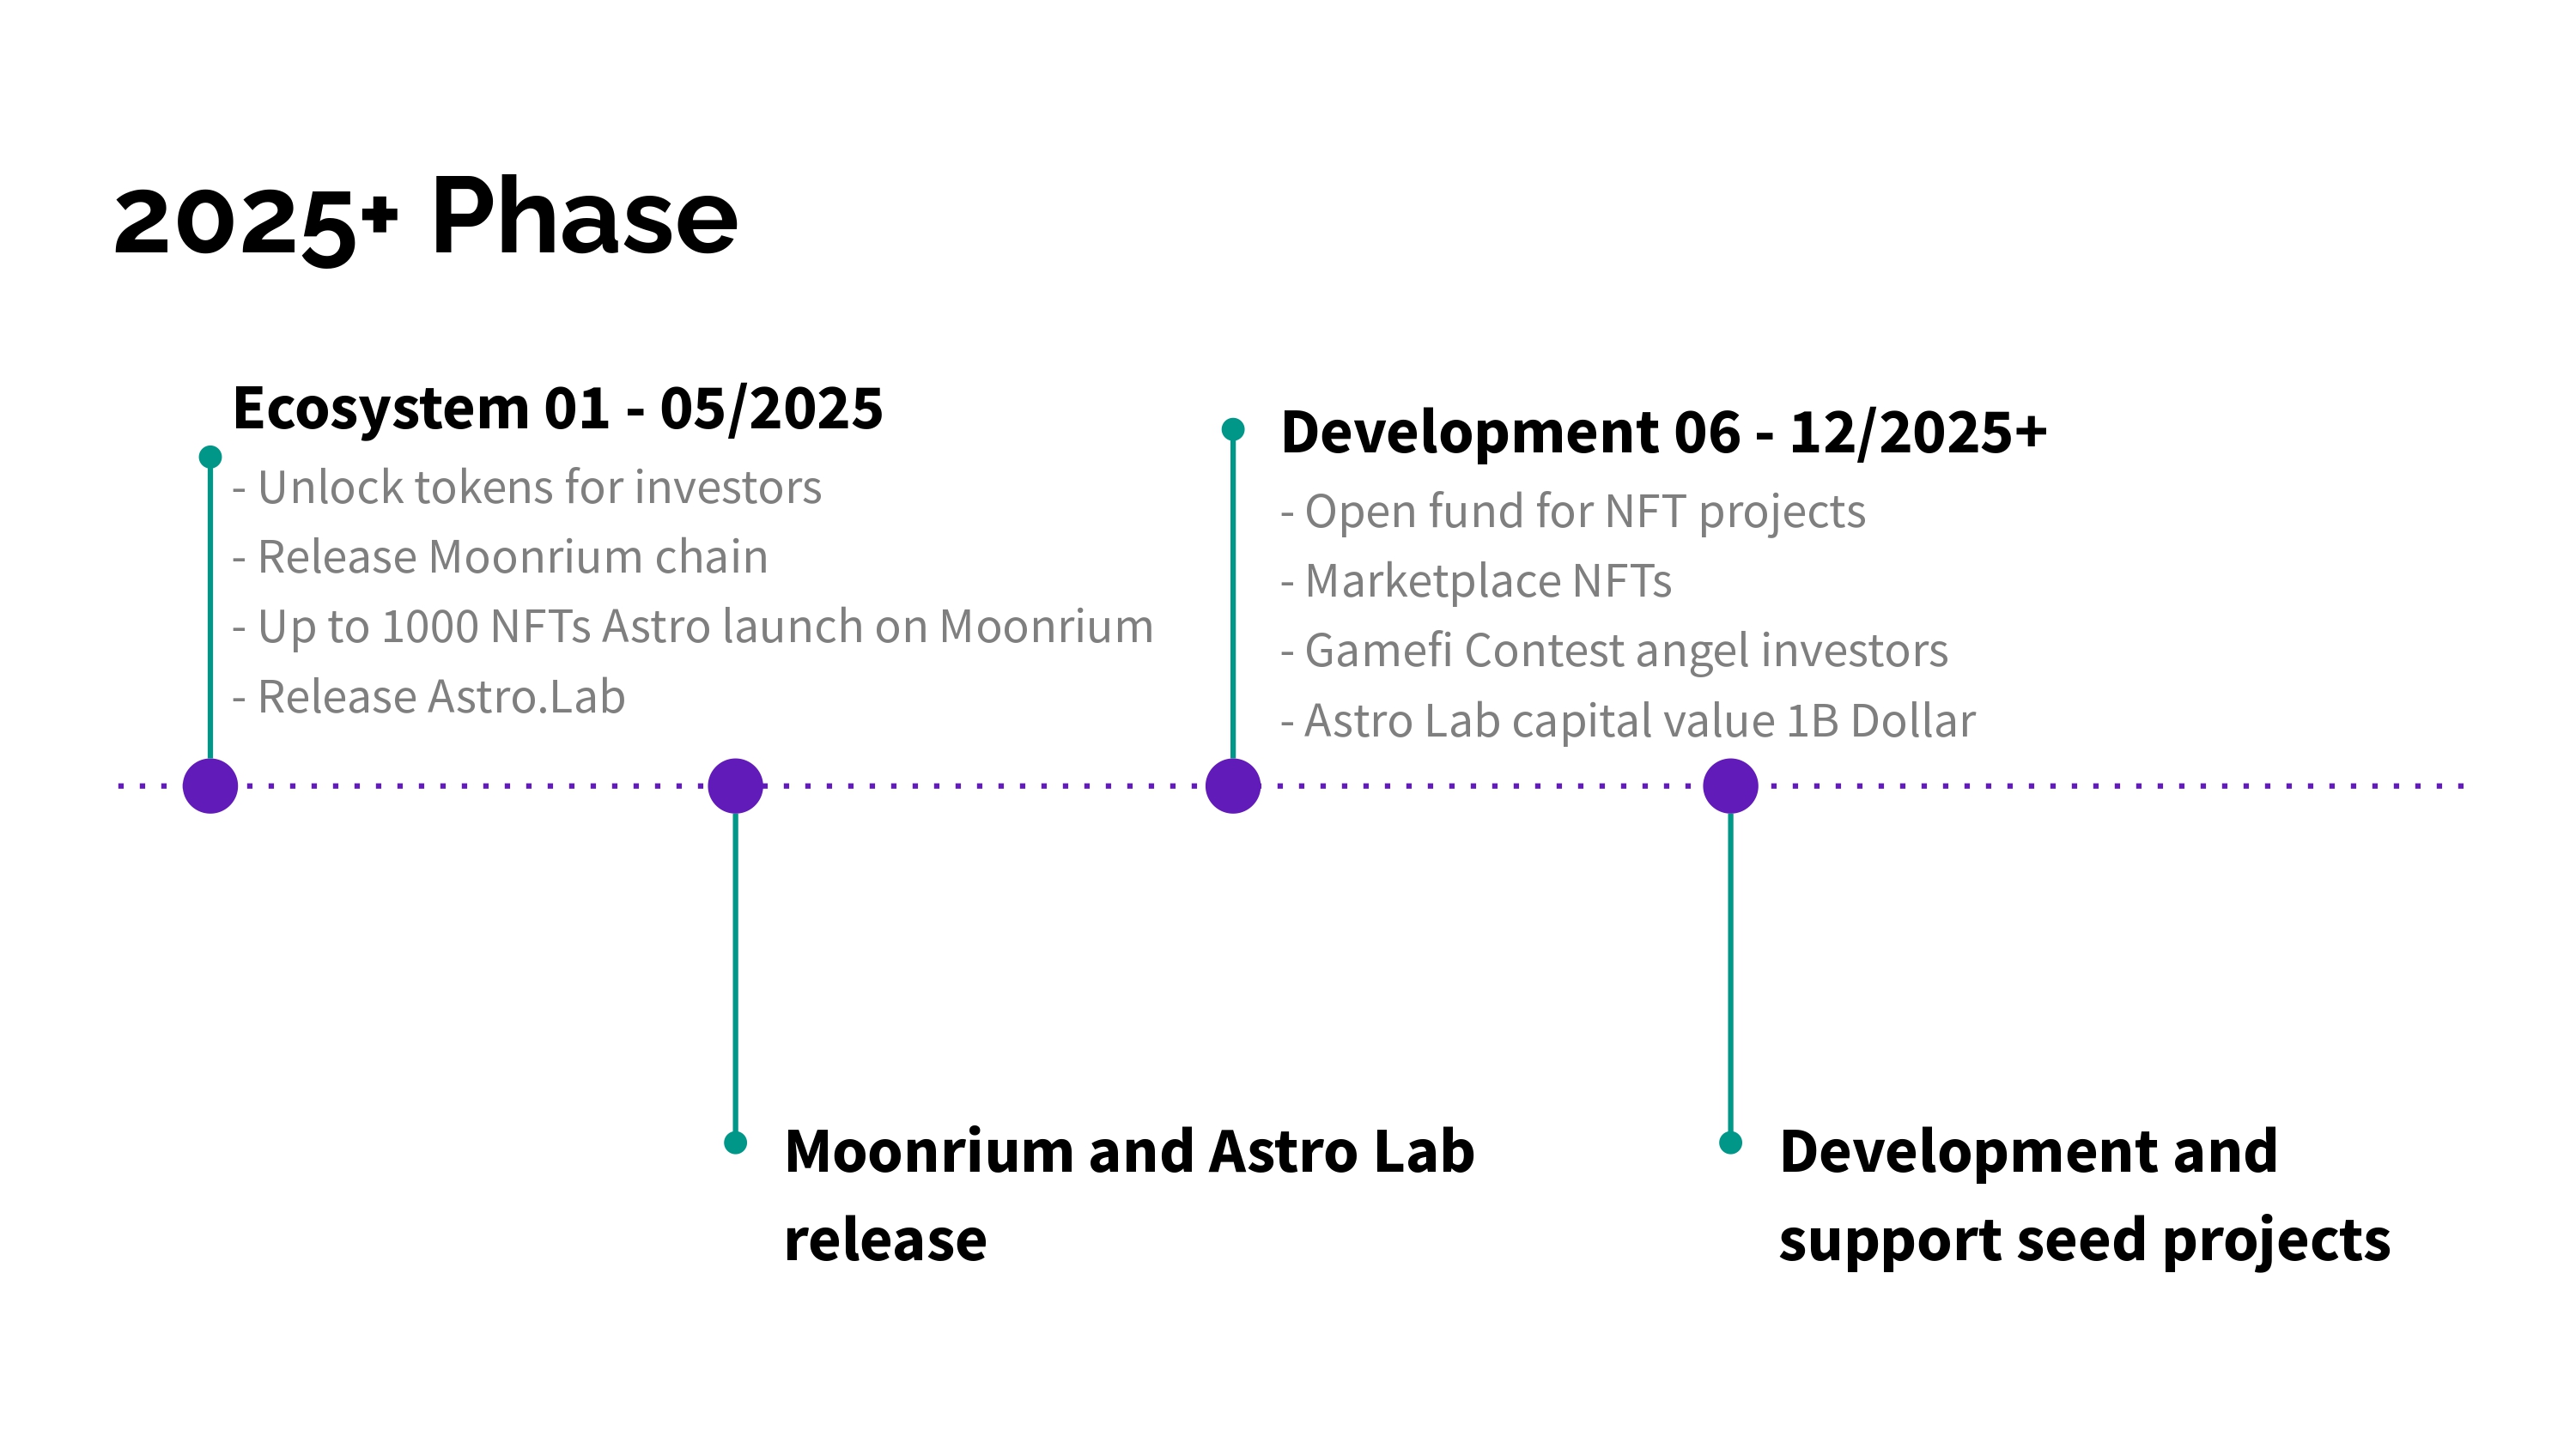 2025+ Phase
Ecosystem 01 - 05/2025
- Unlock tokens for investors
- Release Moonrium chain
- Up to 1000 NFTs Astro launch on Moonrium
- Release Astro.Lab
Development 06 - 12/2025+
- Open fund for NFT projects
- Marketplace NFTs
- Gamefi Contest angel investors
- Astro Lab capital value 1B Dollar
Moonrium and Astro Lab
release
Development and
support seed projects